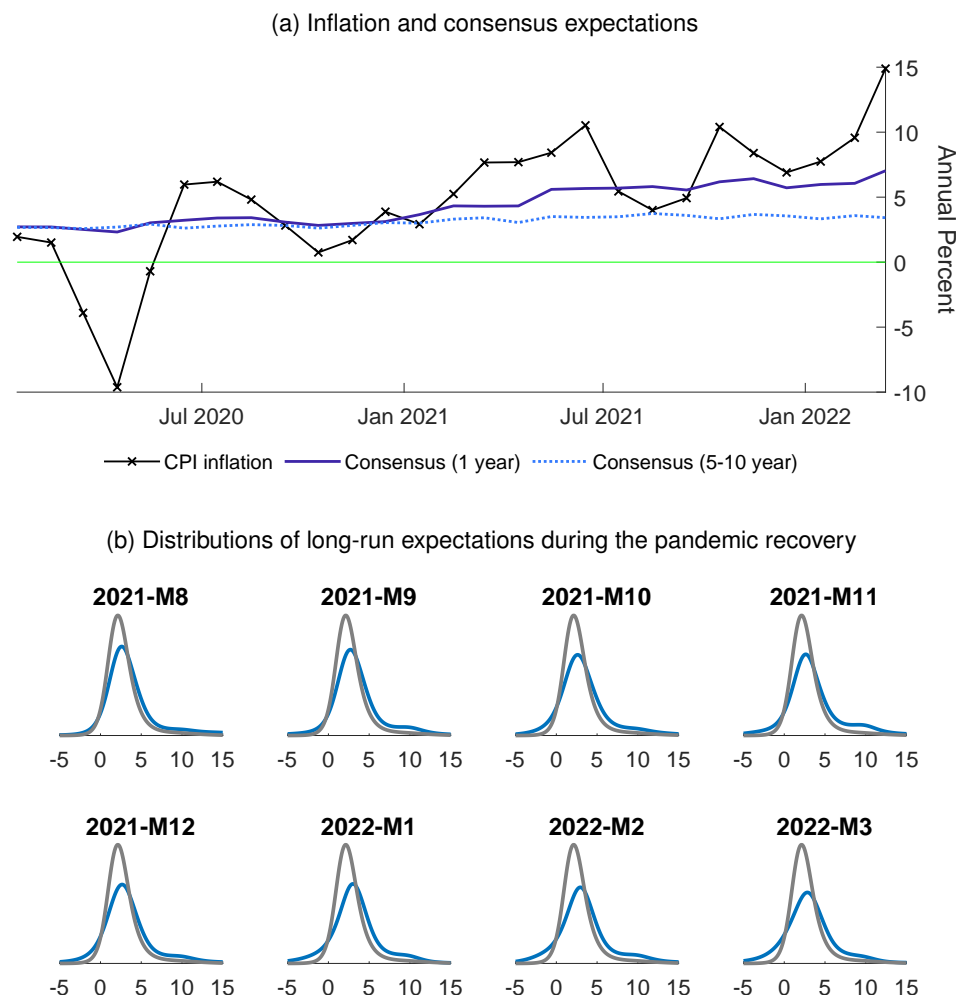 (a) Inflation and consensus expectations
15
10
5
0
-5
-10
Annual Percent
Jul 2020 Jan 2021 Jul 2021 Jan 2022
CPI inflation Consensus (1 year) Consensus (5-10 year)
(b) Distributions of long-run expectations during the pandemic recovery
2021-M8 2021-M9 2021-M10 2021-M11
-5 0 5 10 15 -5 0 5 10 15 -5 0 5 10 15 -5 0 5 10 15
2021-M12 2022-M1 2022-M2 2022-M3
-5 0 5 10 15 -5 0 5 10 15 -5 0 5 10 15 -5 0 5 10 15